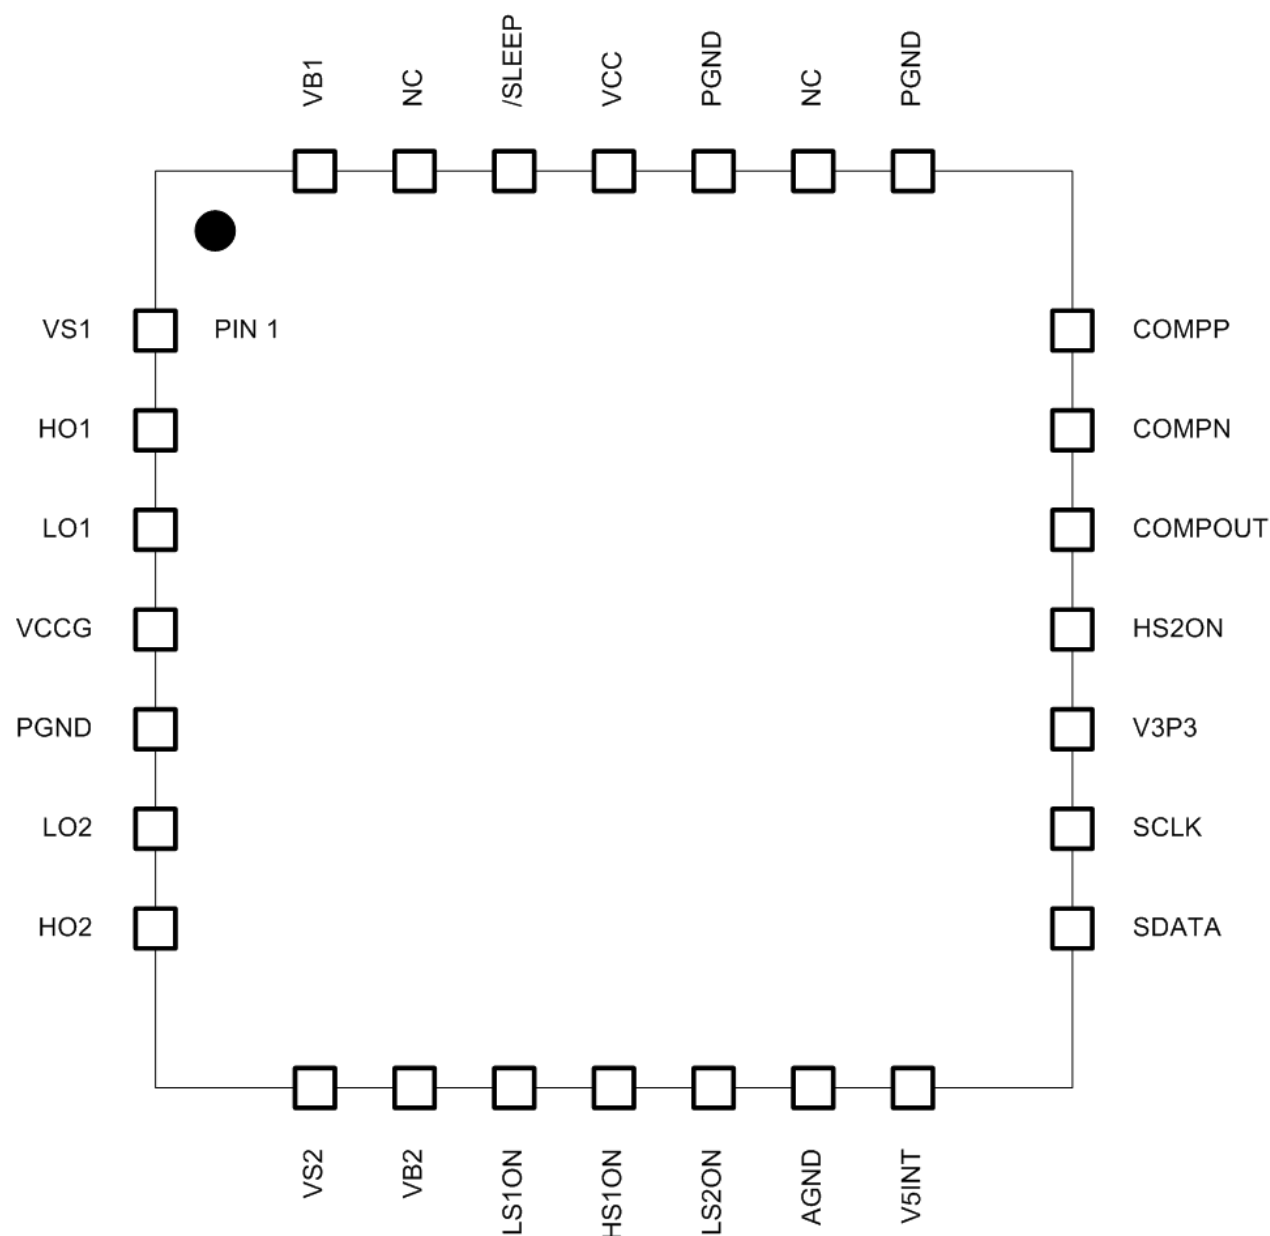 VB1
NC
/SLEEP
VCC
PGND
NC
PGND
VS1
PIN 1
COMPP
HO1
COMPN
LO1
COMPOUT
VCCG
HS2ON
PGND
V3P3
LO2
SCLK
HO2
SDATA
VS2
VB2
LS1ON
HS1ON
LS2ON
AGND
V5INT